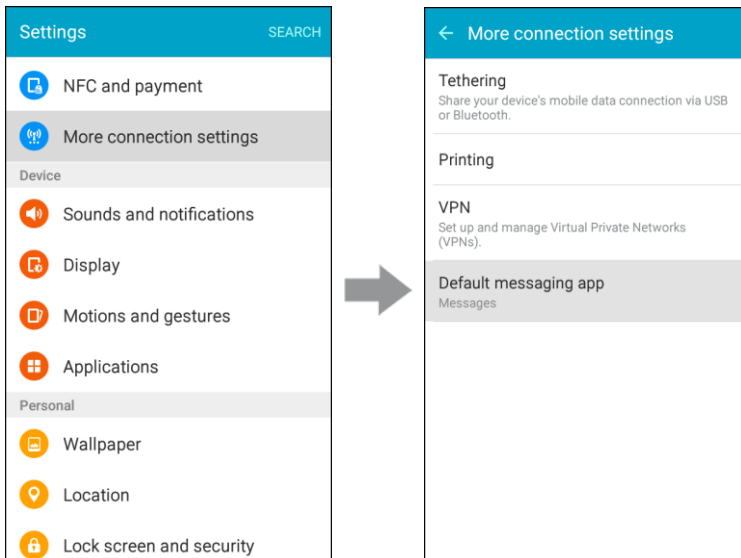 Settings
SEARCH
NFC and payment
More connection settings
Device
Sounds and notifications
Display
Motions and gestures
Applications
Personal
Wallpaper
Location
Lock screen and security
More connection settings
Tethering
Share your device's mobile data connection via USB
or Bluetooth.
Printing
VPN
Set up and manage Virtual Private Networks
(VPNs).
Default messaging app
Messages